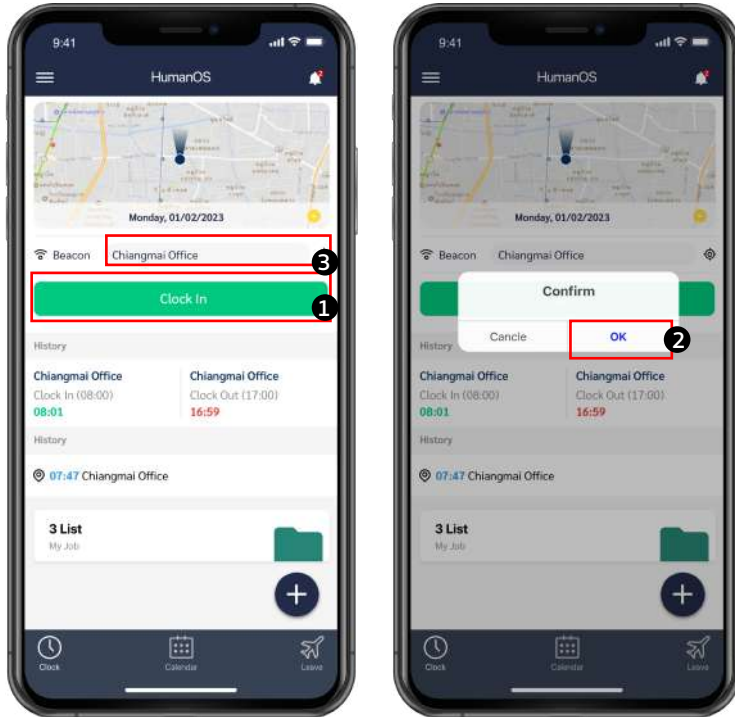 9:41
HumanOS
Monday, 01/02/2023
Beacon
Chiangmai Office
3
Clock In
1
History
Chiangmai Office
Clock In (08:00)
08:01
Chiangmai Office
Clock Out (17:00)
16:59
History
07:47 Chiangmai Office
3 List
My Job
+
Clock
Calendar
Leave
9:41
HumanOS
Monday, 01/02/2023
Beacon
Chiangmai Office
Confirm
Cancle
OK
2
History
Chiangmai Office
Clock In (08:00)
08:01
Chiangmai Office
Clock Out (17:00)
16:59
History
07:47 Chiangmai Office
3 List
My Job
+
Clock
Calendar
Leave